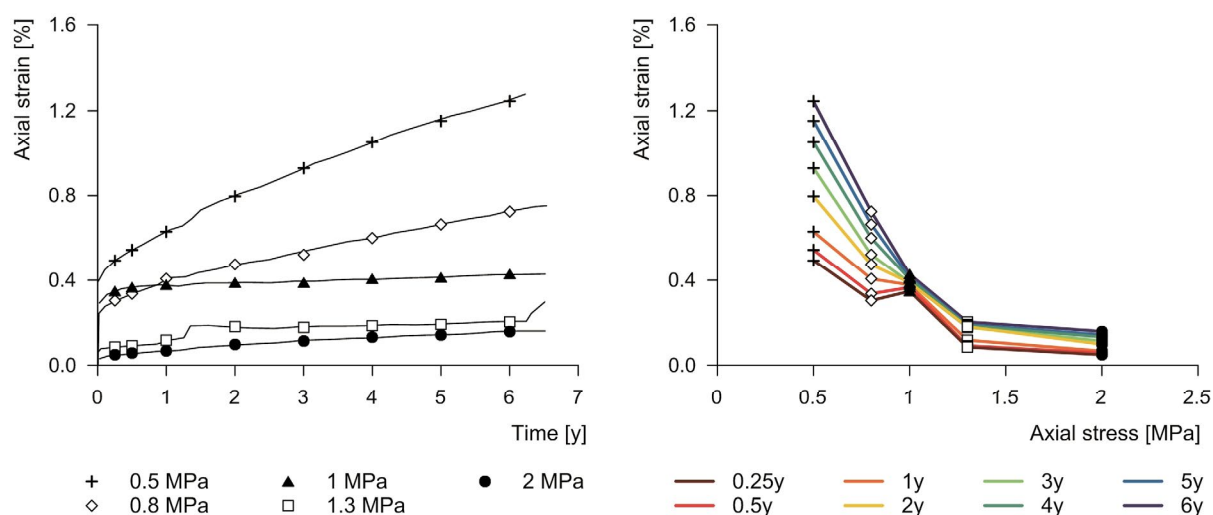 Axial strain [%]
1.6
1.2
0.8
0.4
0.0
0 1 2 3 4 5 6 7
Time [y]
+ 0.5 MPa ▲ 1 MPa ● 2 MPa
◇ 0.8 MPa □ 1.3 MPa
Axial strain [%]
1.6
1.2
0.8
0.4
0.0
0 0.5 1 1.5 2 2.5
Axial stress [MPa]
0.25y 1y 3y 5y
0.5y 2y 4y 6y